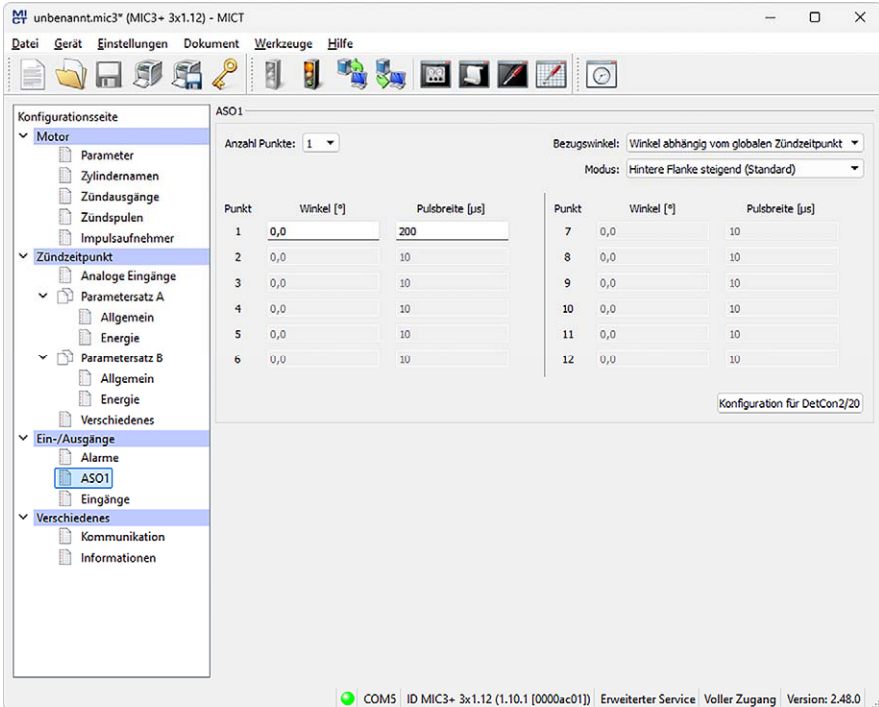 MICT unbenannt.mic3* (MIC3+ 3x1.12) - MICT
Datei Gerät Einstellungen Dokument Werkzeuge Hilfe
Konfigurationsseite
Motor
Parameter
Zylindernamen
Zündausgänge
Zündspulen
Impulsaufnehmer
Zündzeitpunkt
Analoge Eingänge
Parametersatz A
Allgemein
Energie
Parametersatz B
Allgemein
Energie
Verschiedenes
Ein-/Ausgänge
Alarme
ASO1
Eingänge
Verschiedenes
Kommunikation
Informationen
ASO1
Anzahl Punkte: 1
Bezugswinkel: Winkel abhängig vom globalen Zündzeitpunkt
Modus: Hintere Flanke steigend (Standard)
Punkt Winkel [°] Pulsbreite [µs]
1 0,0 200
2 0,0 10
3 0,0 10
4 0,0 10
5 0,0 10
6 0,0 10
Punkt Winkel [°] Pulsbreite [µs]
7 0,0 10
8 0,0 10
9 0,0 10
10 0,0 10
11 0,0 10
12 0,0 10
Konfiguration für DetCon2/20
COM5 ID MIC3+ 3x1.12 (1.10.1 [0000ac01]) Erweiterter Service Voller Zugang Version: 2.48.0